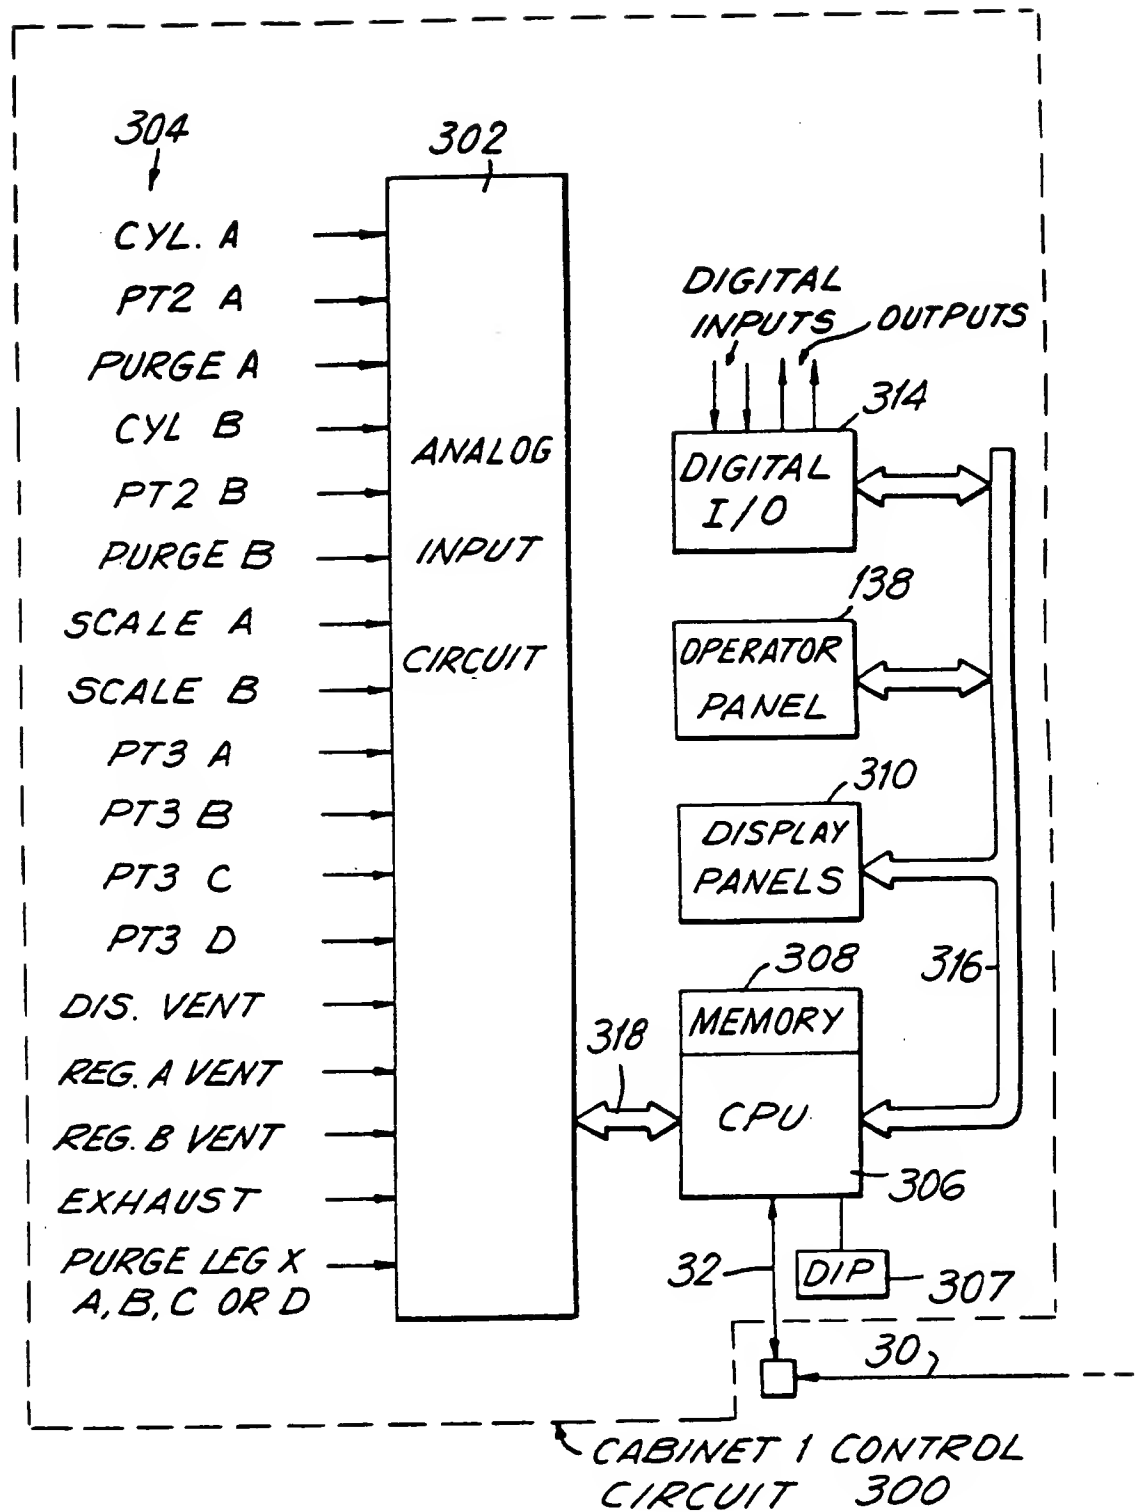 304
302
CYL. A
PT2 A
PURGE A
CYL B
PT2 B
PURGE B
SCALE A
SCALE B
PT3 A
PT3 B
PT3 C
PT3 D
DIS. VENT
REG. A VENT
REG. B VENT
EXHAUST
PURGE LEG X
A, B, C OR D
ANALOG
INPUT
CIRCUIT
DIGITAL
INPUTS
OUTPUTS
314
DIGITAL
I/O
138
OPERATOR
PANEL
310
DISPLAY
PANELS
316
308
MEMORY
318
CPU
306
32
DIP
307
30
CABINET 1 CONTROL
CIRCUIT 300